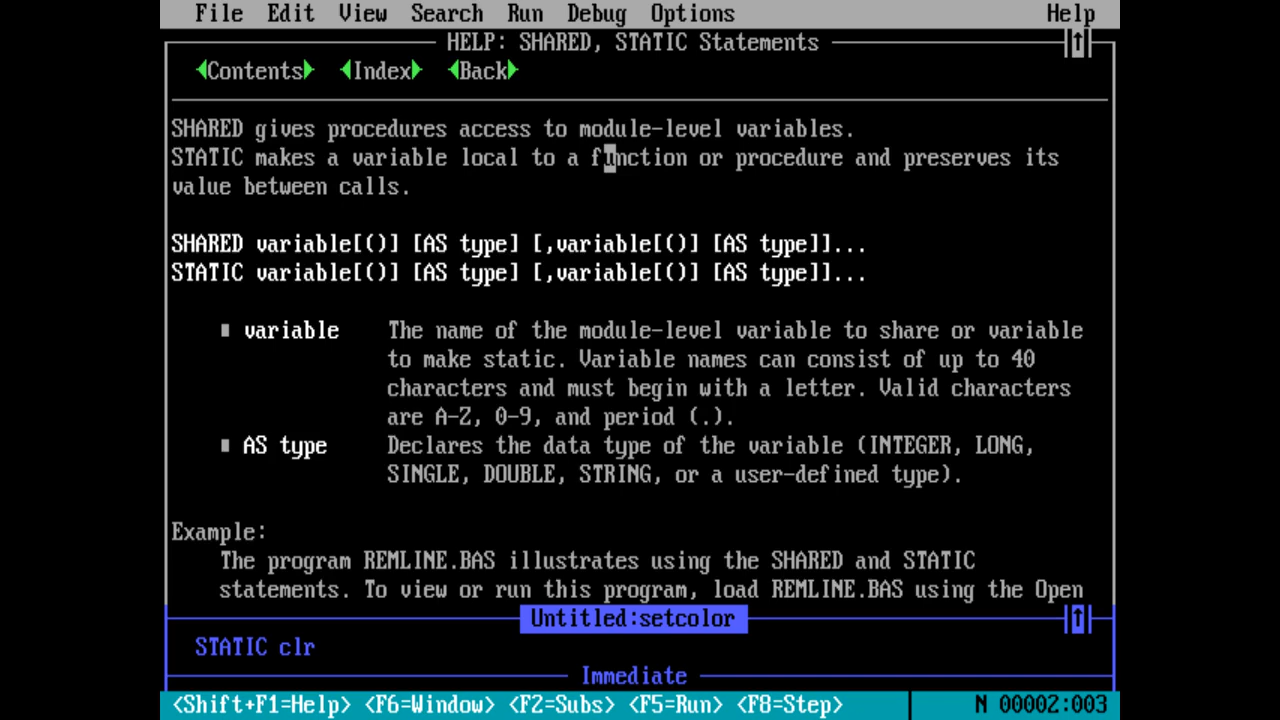 File Edit View Search Run Debug Options Help
HELP: SHARED, STATIC Statements ↑
◄Contents► ◄Index► ◄Back►
SHARED gives procedures access to module-level variables.
STATIC makes a variable local to a function or procedure and preserves its
value between calls.
SHARED variable[()] [AS type] [,variable[()] [AS type]]...
STATIC variable[()] [AS type] [,variable[()] [AS type]]...
■ variable The name of the module-level variable to share or variable
to make static. Variable names can consist of up to 40
characters and must begin with a letter. Valid characters
are A-Z, 0-9, and period (.).
■ AS type Declares the data type of the variable (INTEGER, LONG,
SINGLE, DOUBLE, STRING, or a user-defined type).
Example:
The program REMLINE.BAS illustrates using the SHARED and STATIC
statements. To view or run this program, load REMLINE.BAS using the Open
Untitled:setcolor ↑
STATIC clr
Immediate
<Shift+F1=Help> <F6=Window> <F2=Subs> <F5=Run> <F8=Step> N 00002:003